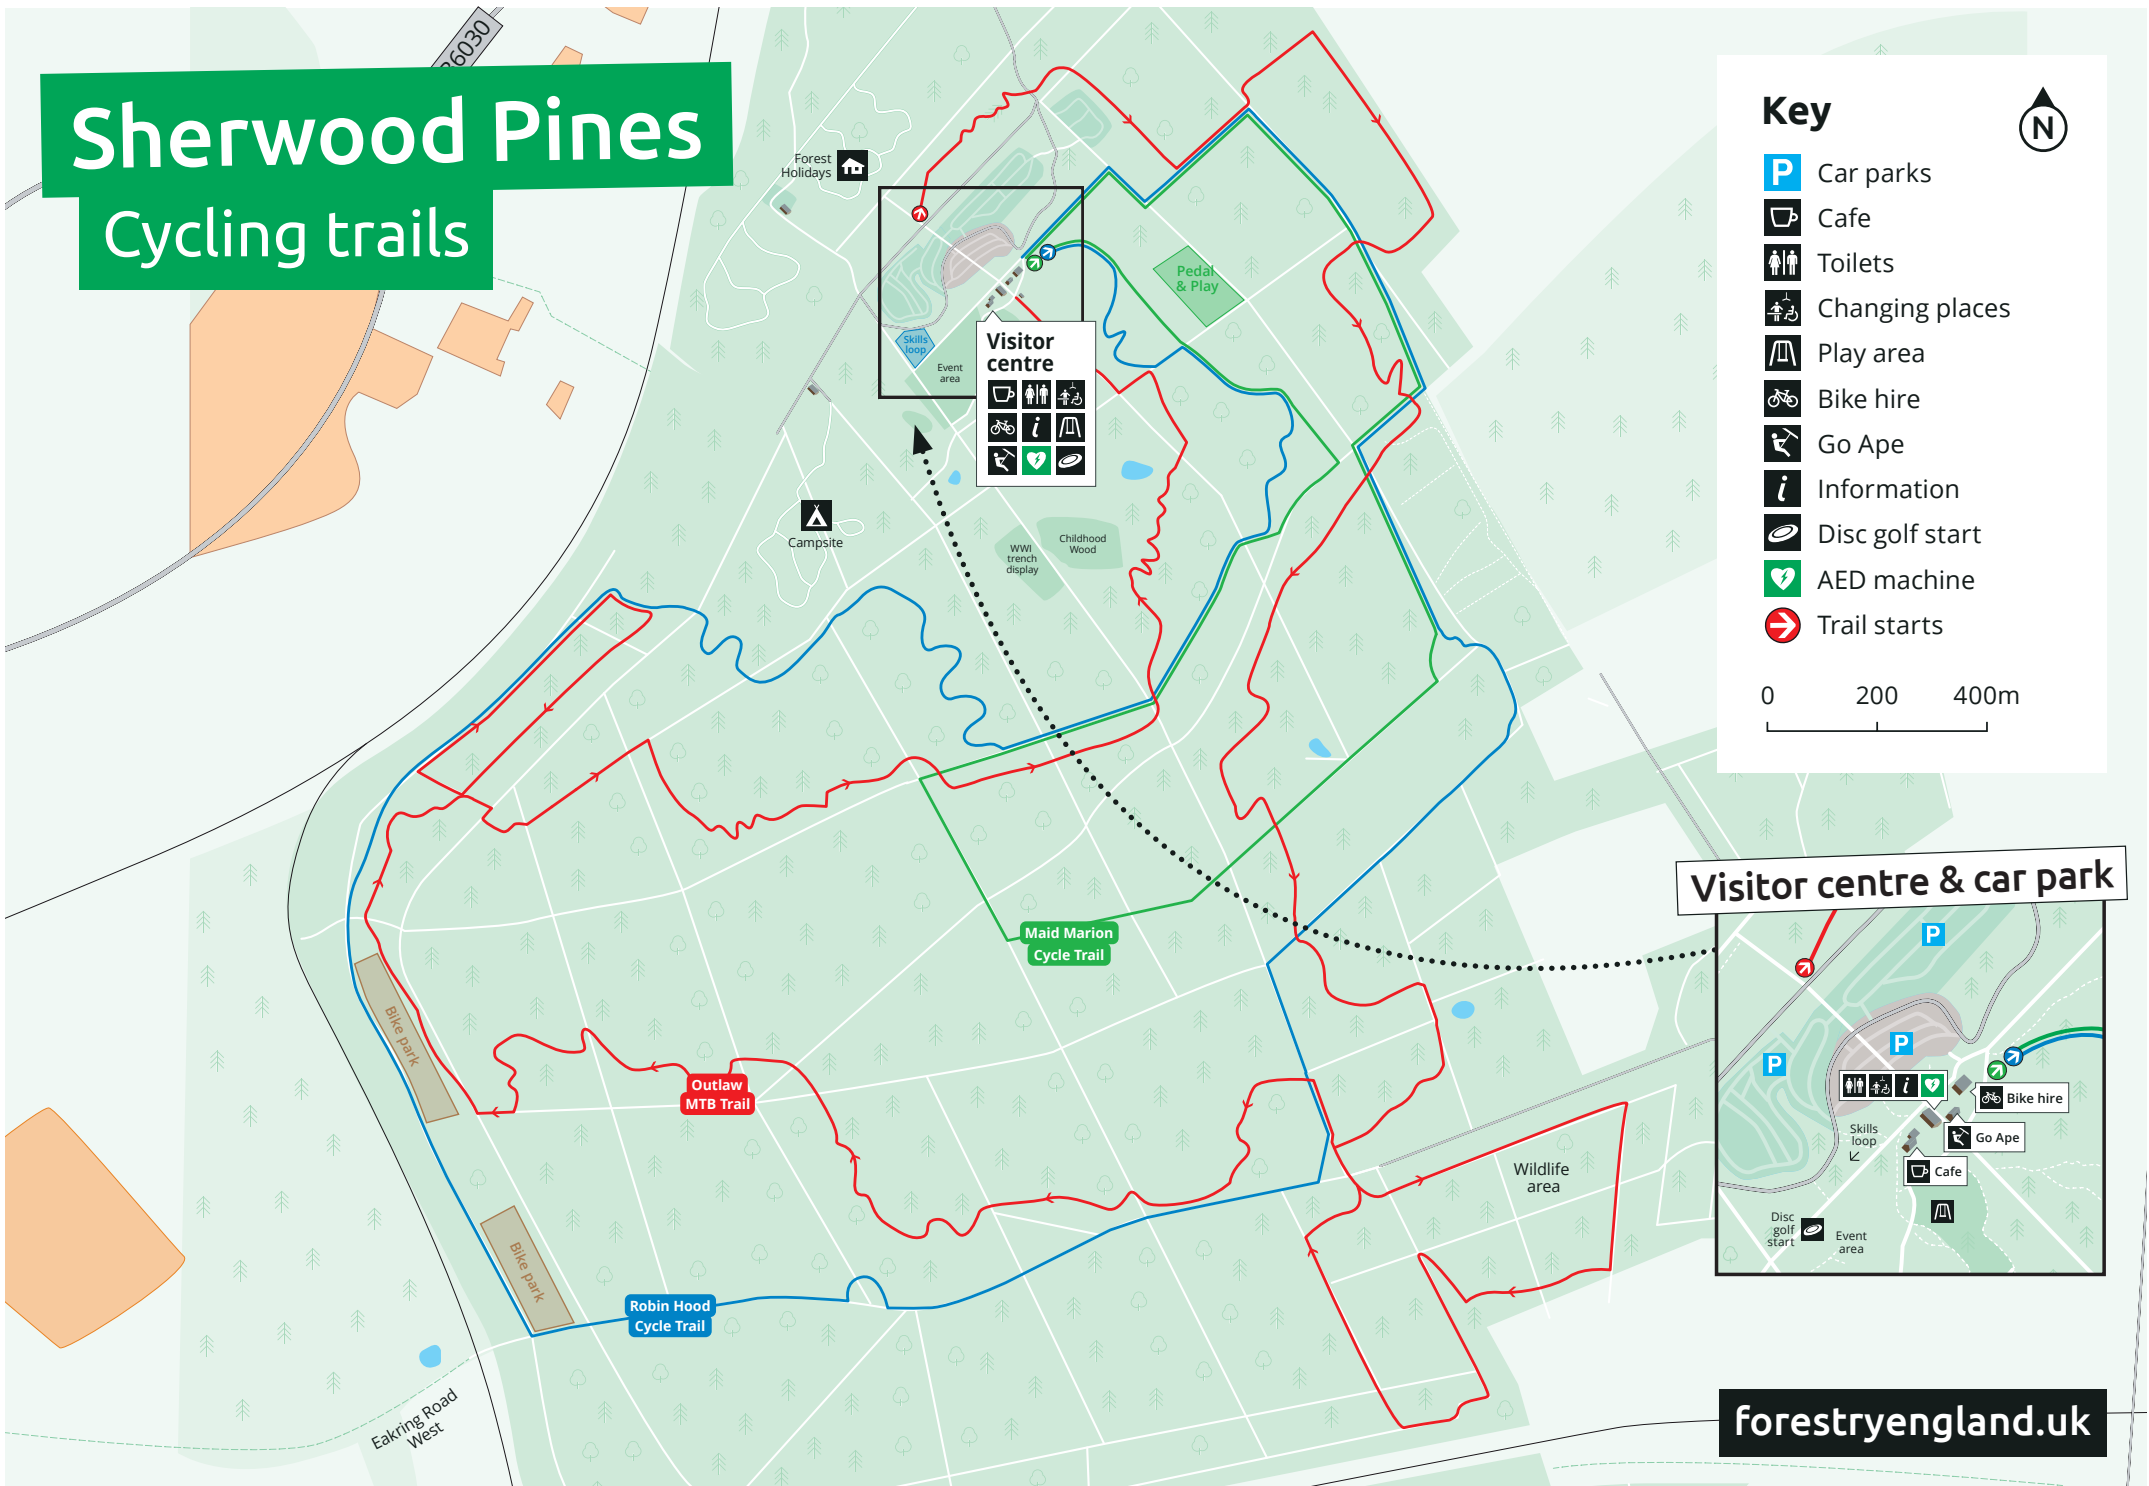 Sherwood Pines
Cycling trails
Forest
Holidays
Pedal
& Play
Skills
loop
Event
area
Visitor
centre
Campsite
WWI
trench
display
Childhood
Wood
Maid Marion
Cycle Trail
Bike park
Outlaw
MTB Trail
Bike park
Robin Hood
Cycle Trail
Wildlife
area
Eakring Road
West
Key
N
P Car parks
Cafe
Toilets
Changing places
Play area
Bike hire
Go Ape
i Information
Disc golf start
AED machine
Trail starts
0 200 400m
Visitor centre & car park
P
P
P
Bike hire
Go Ape
Cafe
Skills
loop
Disc
golf
start
Event
area
forestryengland.uk